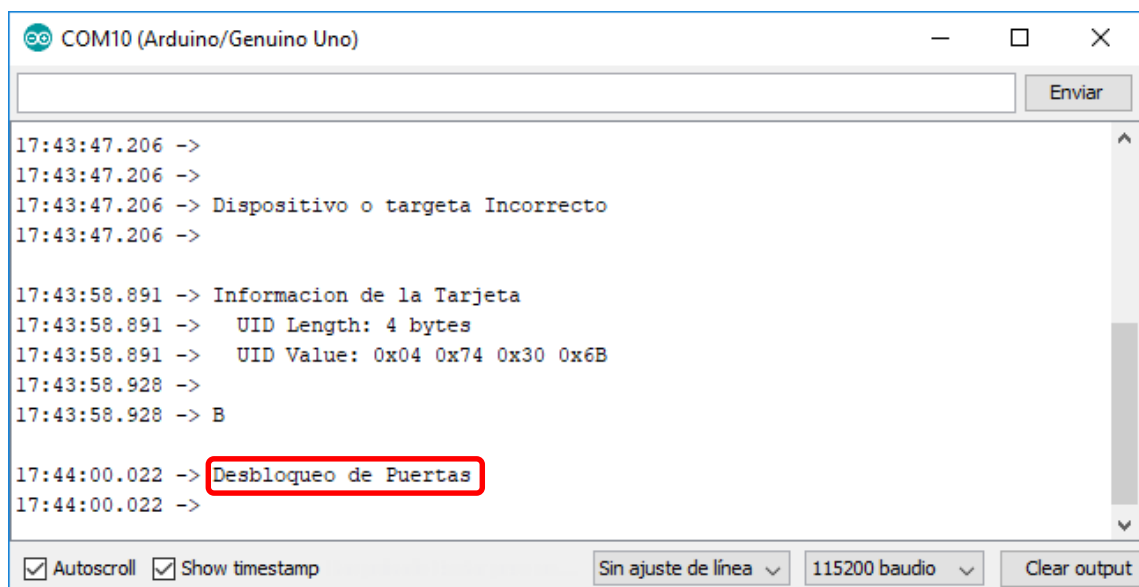 COM10 (Arduino/Genuino Uno)
Enviar
17:43:47.206 ->
17:43:47.206 ->
17:43:47.206 -> Dispositivo o targeta Incorrecto
17:43:47.206 ->
17:43:58.891 -> Informacion de la Tarjeta
17:43:58.891 ->   UID Length: 4 bytes
17:43:58.891 ->   UID Value: 0x04 0x74 0x30 0x6B
17:43:58.928 ->
17:43:58.928 -> B
17:44:00.022 -> Desbloqueo de Puertas
17:44:00.022 ->
Autoscroll Show timestamp Sin ajuste de línea 115200 baudio Clear output